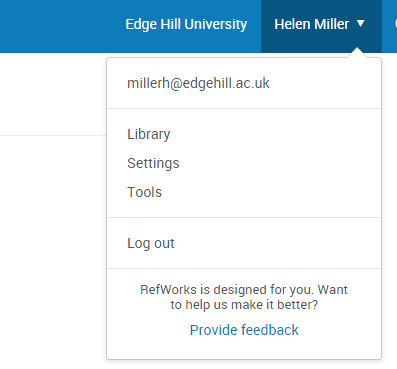 Edge Hill University
Helen Miller
millerh@edgehill.ac.uk
Library
Settings
Tools
Log out
RefWorks is designed for you. Want
to help us make it better?
Provide feedback